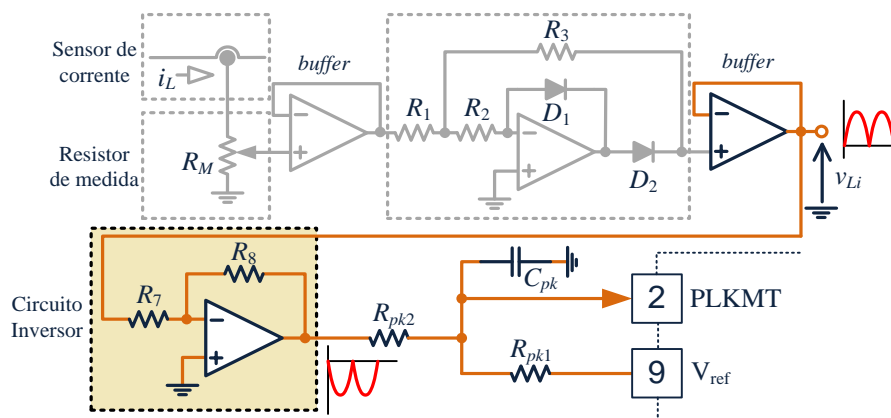 Sensor de
corrente
i_L
buffer
R_3
buffer
R_1
R_2
D_1
Resistor
de medida
R_M
D_2
v_Li
R_8
Circuito
Inversor
R_7
C_pk
2
PLKMT
R_pk2
R_pk1
9
V_ref